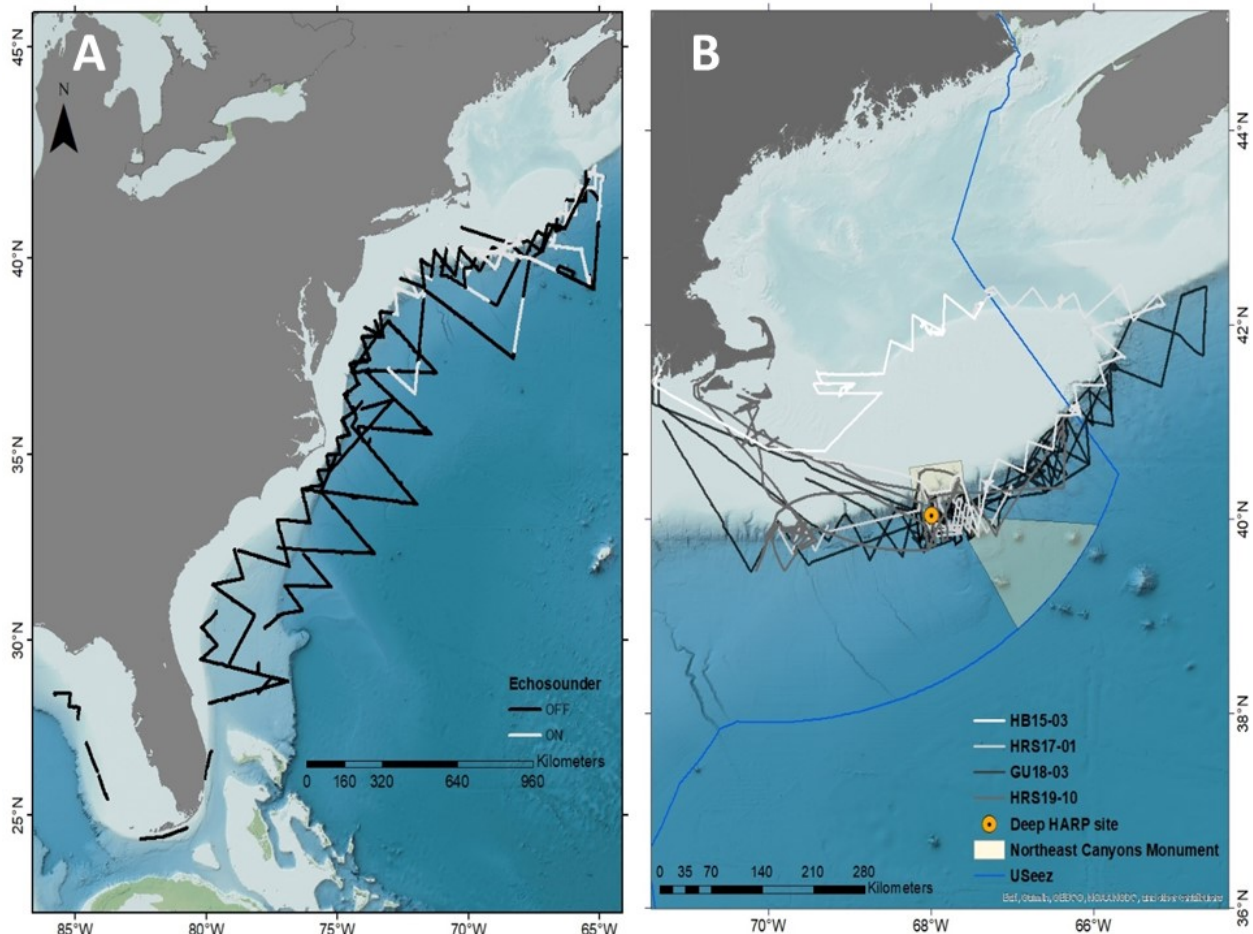 A
N
45°N
40°N
35°N
30°N
25°N
85°W
80°W
75°W
70°W
65°W
Echosounder
OFF
ON
Kilometers
0 160 320 640 960
B
44°N
42°N
40°N
38°N
36°N
70°W
68°W
66°W
HB15-03
HRS17-01
GU18-03
HRS19-10
Deep HARP site
Northeast Canyons Monument
USeez
0 35 70 140 210 280
Kilometers